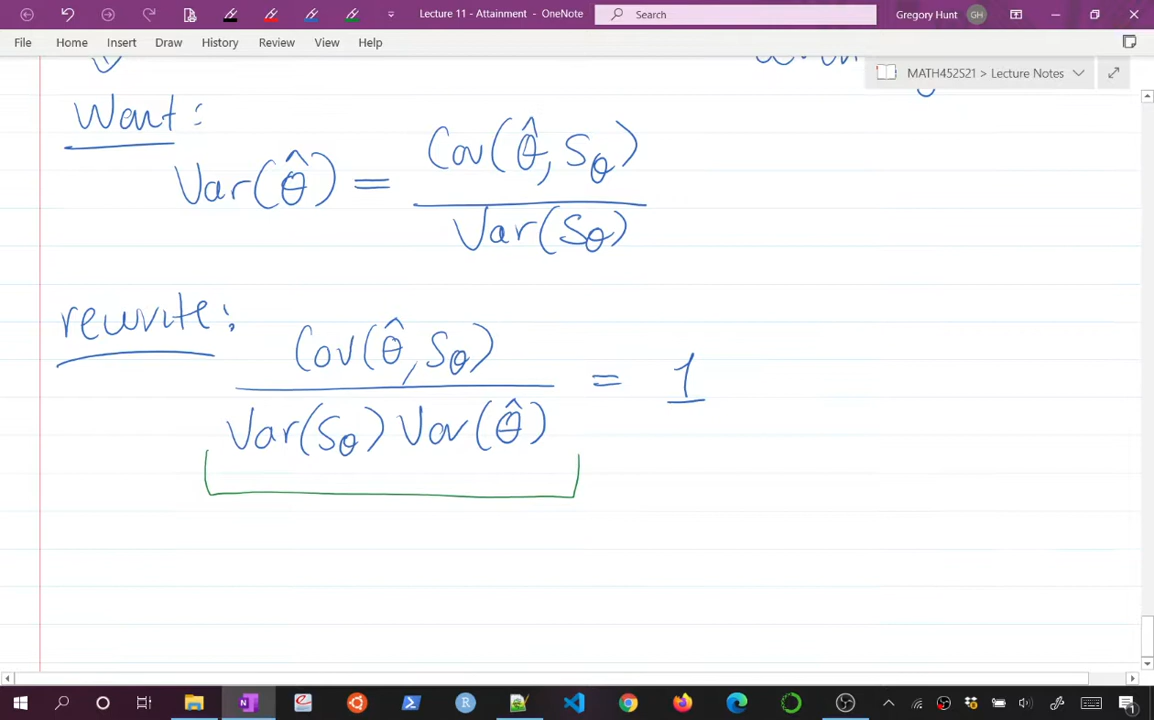 Lecture 11 - Attainment - OneNote
Search
Gregory Hunt
GH
File Home Insert Draw History Review View Help
MATH452S21 > Lecture Notes
Want:
Var(θ̂) = Cov(θ̂, Sθ) / Var(Sθ)
rewrite:
Cov(θ̂, Sθ) / Var(Sθ) Var(θ̂) = 1